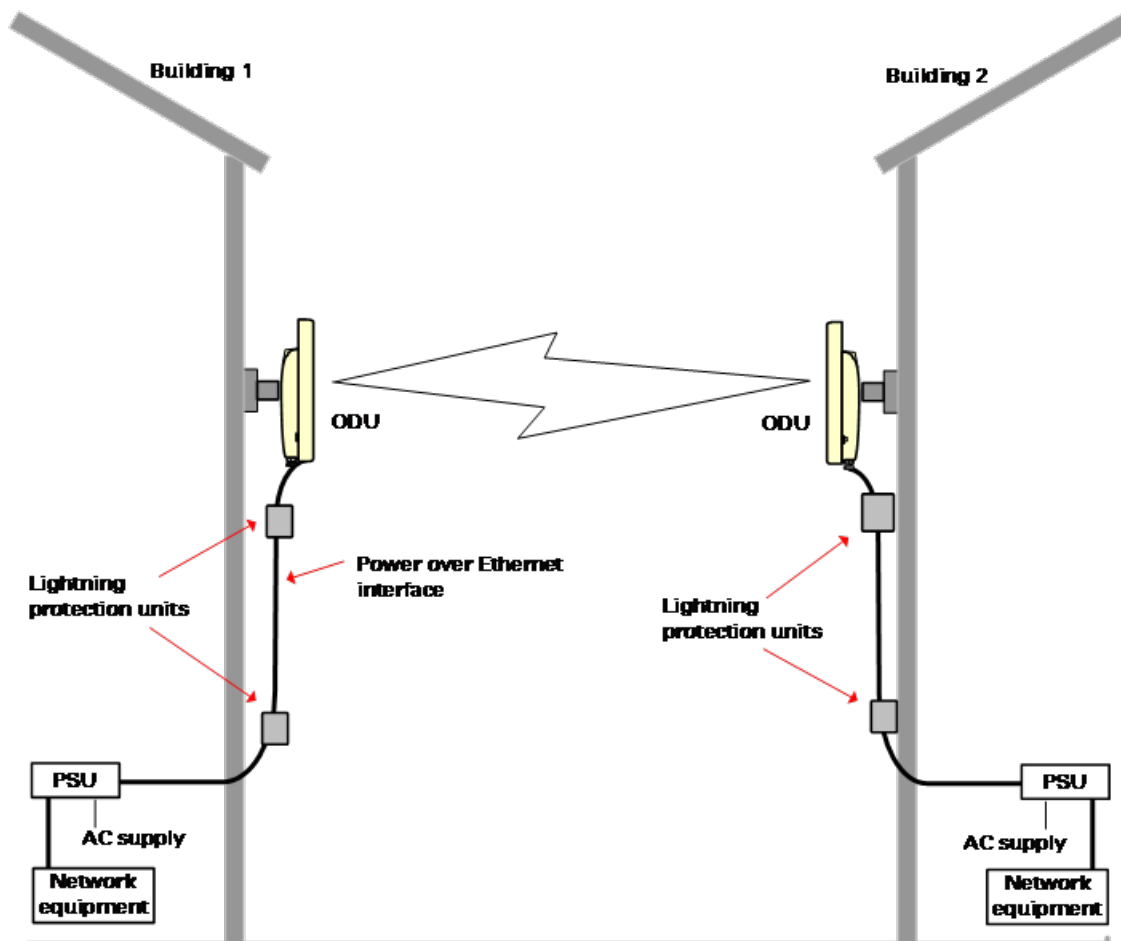 Building 1
Building 2
ODU
ODU
Power over Ethernet
interface
Lightning
protection units
Lightning
protection units
PSU
AC supply
Network
equipment
PSU
AC supply
Network
equipment